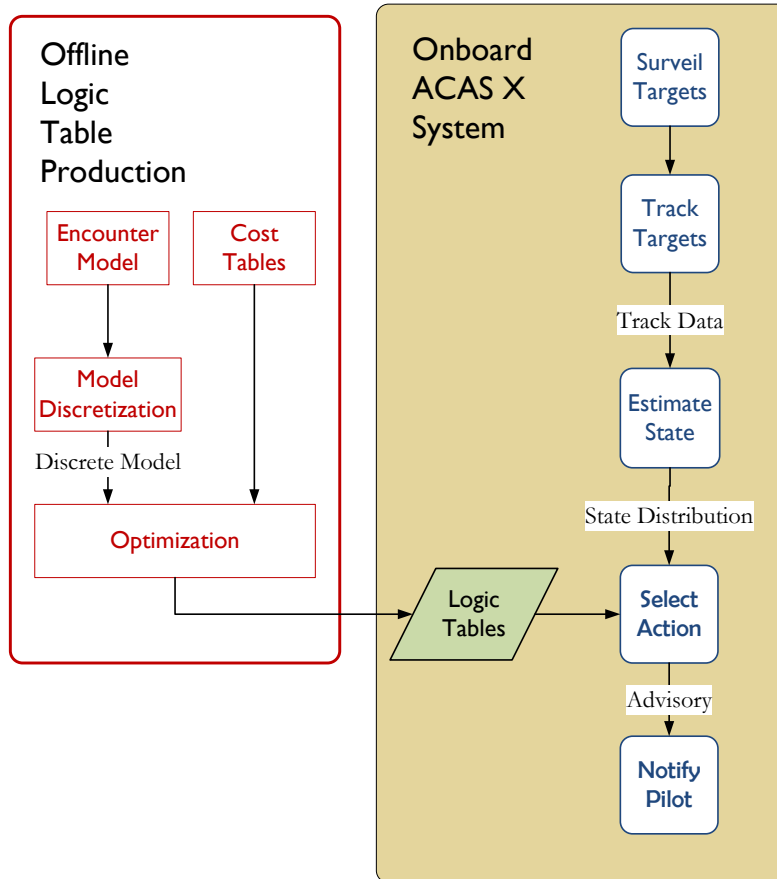 Offline
Logic
Table
Production
Encounter
Model
Cost
Tables
Model
Discretization
Discrete Model
Optimization
Onboard
ACAS X
System
Surveil
Targets
Track
Targets
Track Data
Estimate
State
State Distribution
Logic
Tables
Select
Action
Advisory
Notify
Pilot